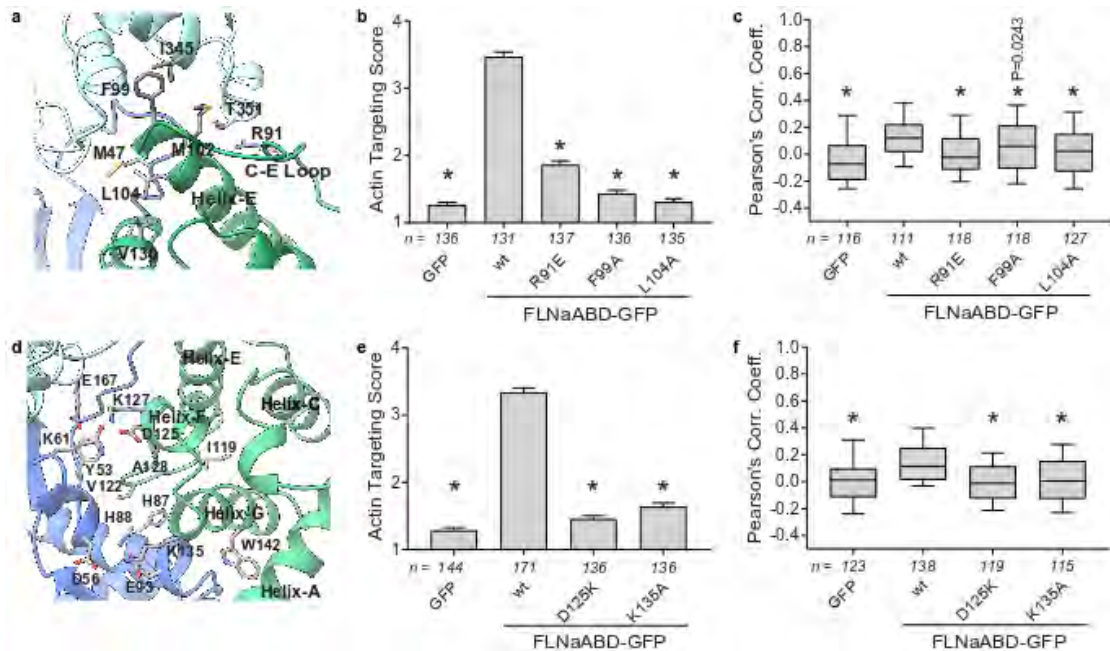 a
I345
F99
T351
R91
M47
M102
C-E Loop
L104
Helix-E
V130
b
Actin Targeting Score
4
3
2
1
*
*
*
*
n = 136 131 137 136 135
GFP
wt
R91E
F99A
L104A
FLNaABD-GFP
c
Pearson's Corr. Coeff.
1.0
0.8
0.6
0.4
0.2
0.0
-0.2
-0.4
*
*
* P=0.0243
*
n = 116 111 118 118 127
GFP
wt
R91E
F99A
L104A
FLNaABD-GFP
d
Helix-E
E167
K127
Helix-F
Helix-C
D125
K61
I119
Y53
A128
V122
H87
H88
Helix-G
K135
W142
D56
E93
Helix-A
e
Actin Targeting Score
4
3
2
1
*
*
*
n = 144 171 136 136
GFP
wt
D125K
K135A
FLNaABD-GFP
f
Pearson's Corr. Coeff.
1.0
0.8
0.6
0.4
0.2
0.0
-0.2
-0.4
*
*
*
n = 123 138 119 115
GFP
wt
D125K
K135A
FLNaABD-GFP